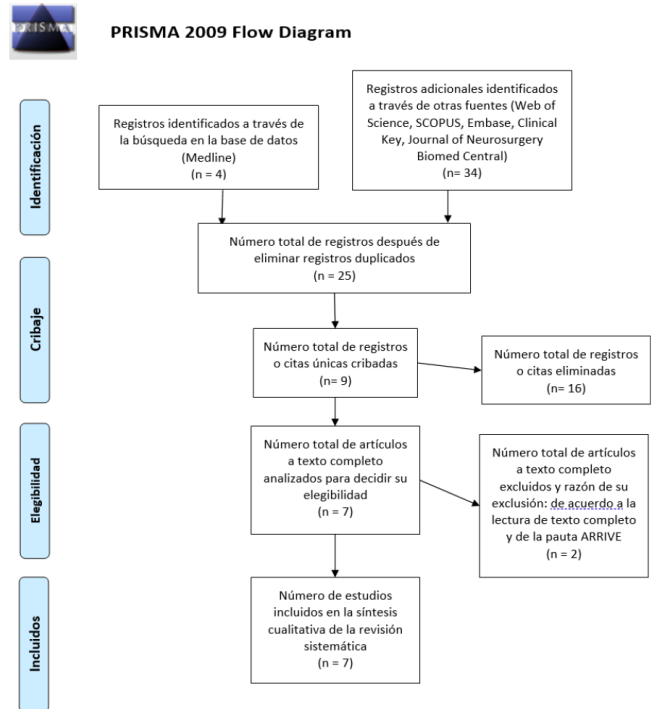 PRISMA
PRISMA 2009 Flow Diagram
Identificación
Registros identificados a través de
la búsqueda en la base de datos
(Medline)
(n = 4)
Registros adicionales identificados
a través de otras fuentes (Web of
Science, SCOPUS, Embase, Clinical
Key, Journal of Neurosurgery
Biomed Central)
(n= 34)
Número total de registros después de
eliminar registros duplicados
(n = 25)
Cribaje
Número total de registros
o citas únicas cribadas
(n= 9)
Número total de registros
o citas eliminadas
(n= 16)
Elegibilidad
Número total de artículos
a texto completo
analizados para decidir su
elegibilidad
(n = 7)
Número total de artículos
a texto completo
excluidos y razón de su
exclusión: de acuerdo a la
lectura de texto completo
y de la pauta ARRIVE
(n = 2)
Incluidos
Número de estudios
incluidos en la síntesis
cualitativa de la revisión
sistemática
(n = 7)